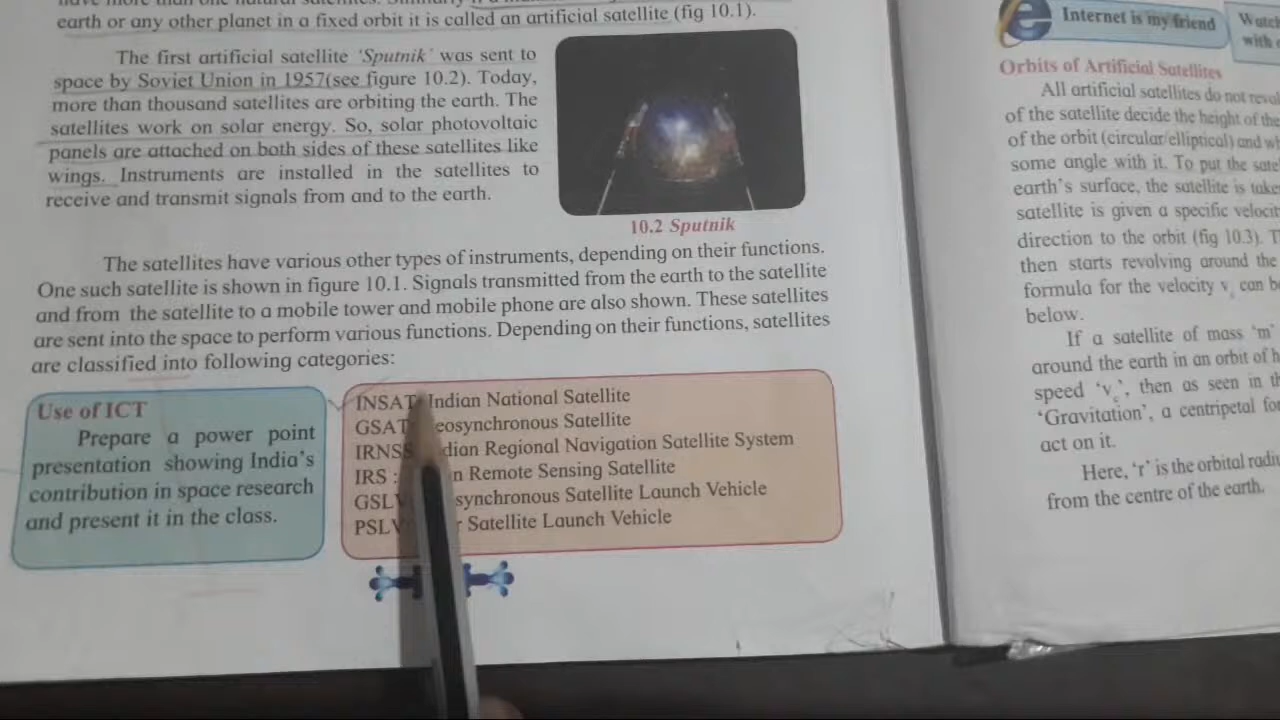 earth or any other planet in a fixed orbit it is called an artificial satellite (fig 10.1).
The first artificial satellite ‘Sputnik’ was sent to
space by Soviet Union in 1957(see figure 10.2). Today,
more than thousand satellites are orbiting the earth. The
satellites work on solar energy. So, solar photovoltaic
panels are attached on both sides of these satellites like
wings. Instruments are installed in the satellites to
receive and transmit signals from and to the earth.
10.2 Sputnik
The satellites have various other types of instruments, depending on their functions.
One such satellite is shown in figure 10.1. Signals transmitted from the earth to the satellite
and from the satellite to a mobile tower and mobile phone are also shown. These satellites
are sent into the space to perform various functions. Depending on their functions, satellites
are classified into following categories:
Use of ICT
Prepare a power point
presentation showing India’s
contribution in space research
and present it in the class.
INSAT Indian National Satellite
GSAT eosynchronous Satellite
IRNSS dian Regional Navigation Satellite System
IRS : n Remote Sensing Satellite
GSLV synchronous Satellite Launch Vehicle
PSLV r Satellite Launch Vehicle
Internet is my friend
Watch
with
Orbits of Artificial Satellites
All artificial satellites do not
of the satellite decide the height of the
of the orbit (circular/elliptical) and
some angle with it. To put the
earth’s surface, the satellite is
satellite is given a specific
direction to the orbit (fig 10.3).
then starts revolving around the
formula for the velocity vc can
below.
If a satellite of mass ‘m’
around the earth in an orbit of
speed ‘vc’, then as seen in
‘Gravitation’, a centripetal
act on it.
Here, ‘r’ is the orbital
from the centre of the earth.